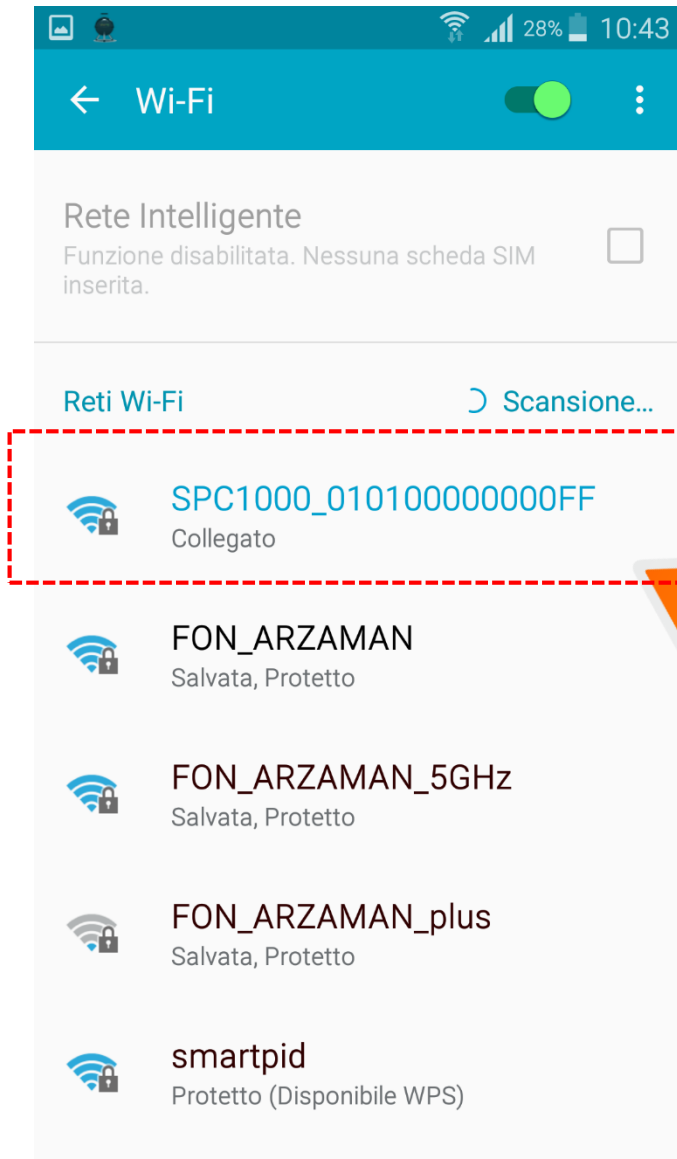 28% 10:43
Wi-Fi
Rete Intelligente
Funzione disabilitata. Nessuna scheda SIM
inserita.
Reti Wi-Fi Scansione...
SPC1000_010100000000FF
Collegato
FON_ARZAMAN
Salvata, Protetto
FON_ARZAMAN_5GHz
Salvata, Protetto
FON_ARZAMAN_plus
Salvata, Protetto
smartpid
Protetto (Disponibile WPS)